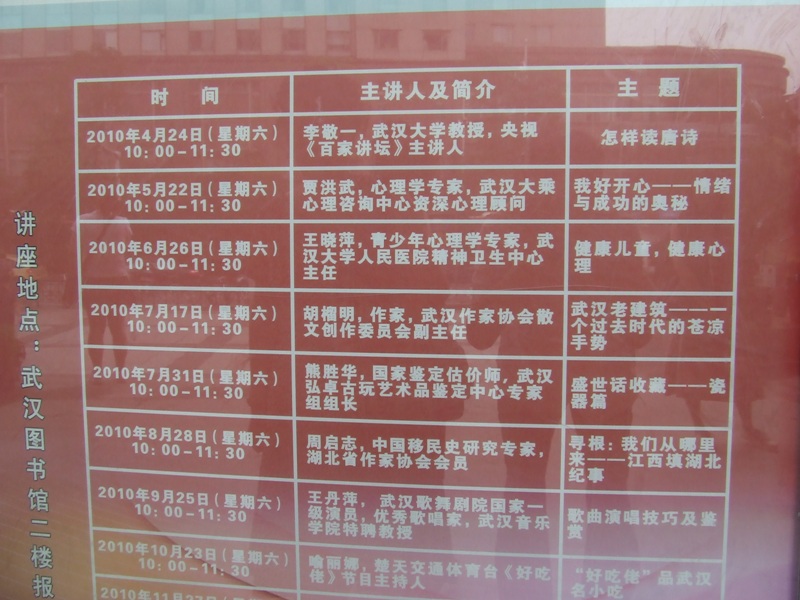 时 间
主讲人及简介
主 题
2010年4月24日(星期六)
10:00-11:30
李敬一，武汉大学教授，央视
《百家讲坛》主讲人
怎样读唐诗
2010年5月22日(星期六)
10:00-11:30
贾洪武，心理学专家，武汉大乘
心理咨询中心资深心理顾问
我好开心——情绪
与成功的奥秘
2010年6月26日(星期六)
10:00-11:30
王晓萍，青少年心理学专家，武
汉大学人民医院精神卫生中心
主任
健康儿童，健康心
理
2010年7月17日(星期六)
10:00-11:30
胡榴明，作家，武汉作家协会散
文创作委员会副主任
武汉老建筑——一
个过去时代的苍凉
手势
2010年7月31日(星期六)
10:00-11:30
熊胜华，国家鉴定估价师，武汉
弘卓古玩艺术品鉴定中心专家
组组长
盛世话收藏——瓷
器篇
2010年8月28日(星期六)
10:00-11:30
周启志，中国移民史研究专家，
湖北省作家协会会员
寻根：我们从哪里
来——江西填湖北
纪事
2010年9月25日(星期六)
10:00-11:30
王丹萍，武汉歌舞剧院国家一
级演员，优秀歌唱家，武汉音乐
学院特聘教授
歌曲演唱技巧及鉴
赏
2010年10月23日(星期六)
10:00-11:30
喻丽娜，楚天交通体育台《好吃
佬》节目主持人
“好吃佬”品武汉
名小吃
讲座地点：武汉图书馆二楼报